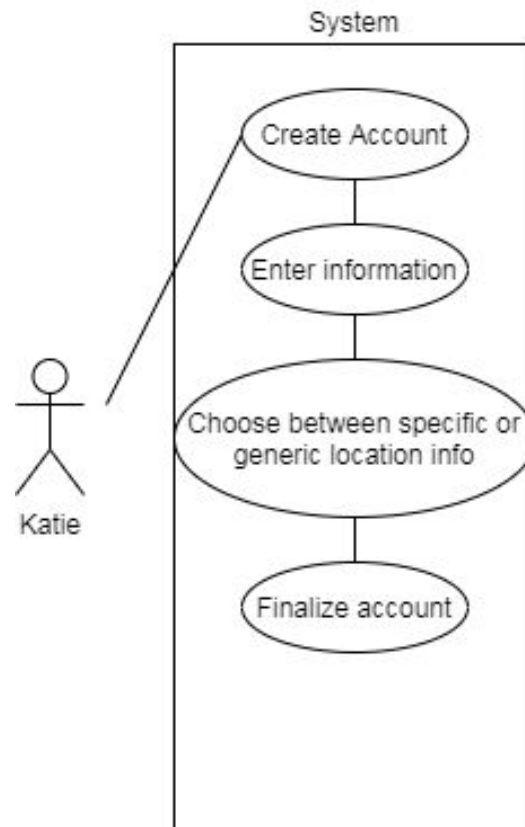 System
Create Account
Enter information
Choose between specific or
generic location info
Katie
Finalize account